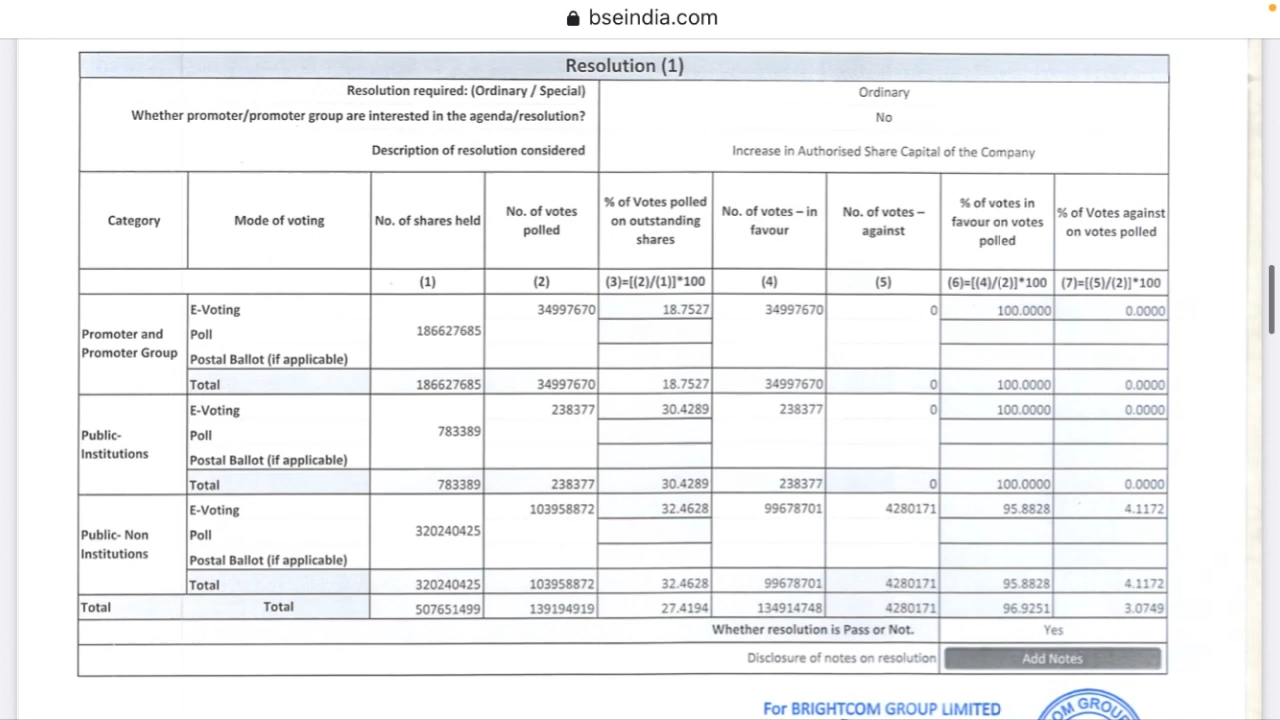 bseindia.com
Resolution (1)
Resolution required: (Ordinary / Special) Ordinary
Whether promoter/promoter group are interested in the agenda/resolution? No
Description of resolution considered Increase in Authorised Share Capital of the Company
Category Mode of voting No. of shares held No. of votes polled % of Votes polled on outstanding shares No. of votes – in favour No. of votes – against % of votes in favour on votes polled % of Votes against on votes polled
(1) (2) (3)=[(2)/(1)]*100 (4) (5) (6)=[(4)/(2)]*100 (7)=[(5)/(2)]*100
Promoter and Promoter Group E-Voting 186627685 34997670 18.7527 34997670 0 100.0000 0.0000
Poll
Postal Ballot (if applicable)
Total 186627685 34997670 18.7527 34997670 0 100.0000 0.0000
Public- Institutions E-Voting 783389 238377 30.4289 238377 0 100.0000 0.0000
Poll
Postal Ballot (if applicable)
Total 783389 238377 30.4289 238377 0 100.0000 0.0000
Public- Non Institutions E-Voting 320240425 103958872 32.4628 99678701 4280171 95.8828 4.1172
Poll
Postal Ballot (if applicable)
Total 320240425 103958872 32.4628 99678701 4280171 95.8828 4.1172
Total Total 507651499 139194919 27.4194 134914748 4280171 96.9251 3.0749
Whether resolution is Pass or Not. Yes
Disclosure of notes on resolution Add Notes
For BRIGHTCOM GROUP LIMITED